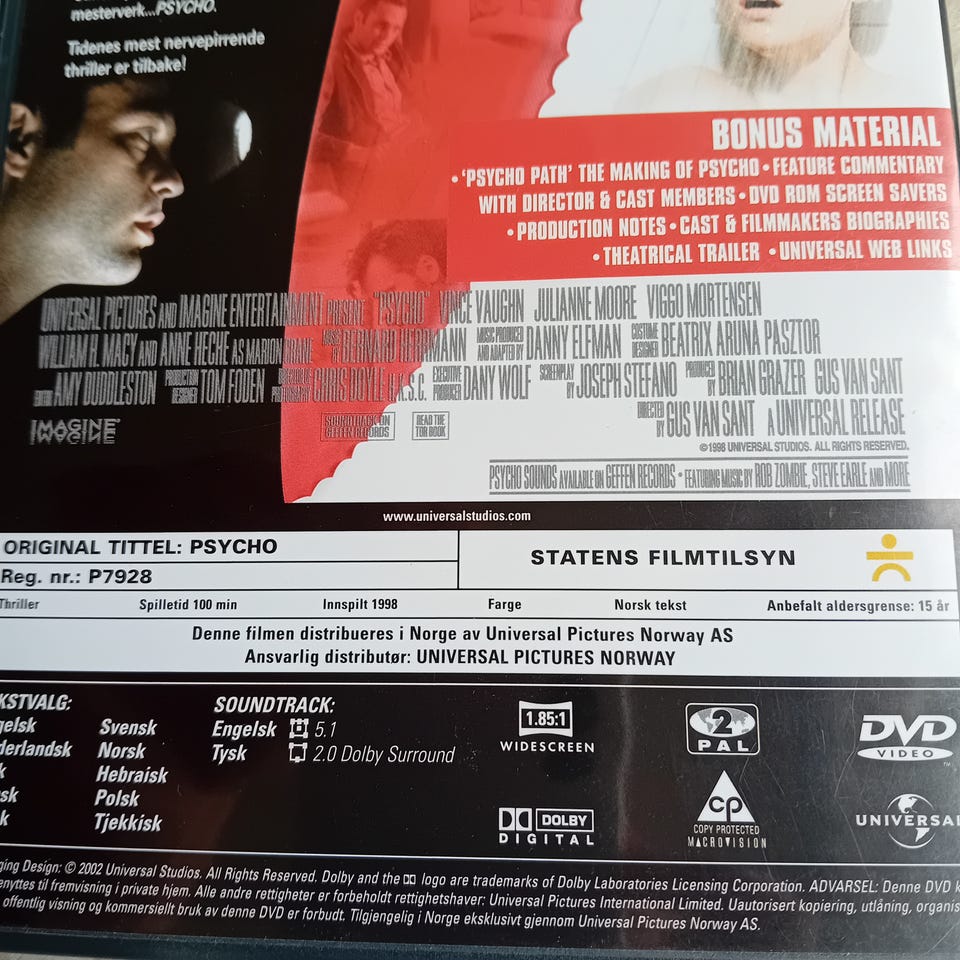 mesterverk...PSYCHO.
Tidenes mest nervepirrende
thriller er tilbake!
BONUS MATERIAL
• 'PSYCHO PATH' THE MAKING OF PSYCHO • FEATURE COMMENTARY
WITH DIRECTOR & CAST MEMBERS • DVD ROM SCREEN SAVERS
• PRODUCTION NOTES • CAST & FILMMAKERS BIOGRAPHIES
• THEATRICAL TRAILER • UNIVERSAL WEB LINKS
UNIVERSAL PICTURES AND IMAGINE ENTERTAINMENT PRESENT "PSYCHO" VINCE VAUGHN JULIANNE MOORE VIGGO MORTENSEN
WILLIAM H. MACY AND ANNE HECHE AS MARION CRANE MUSIC BY BERNARD HERRMANN MUSIC PRODUCED AND ADAPTED BY DANNY ELFMAN COSTUME DESIGNER BEATRIX ARUNA PASZTOR
EDITOR AMY DUDDLESTON PRODUCTION DESIGNER TOM FODEN CHRIS DOYLE H.K.S.C. EXECUTIVE PRODUCER DANY WOLF SCREENPLAY BY JOSEPH STEFANO PRODUCED BY BRIAN GRAZER GUS VAN SANT
DIRECTED BY GUS VAN SANT A UNIVERSAL RELEASE
IMAGINE
SOUNDTRACK ON GEFFEN RECORDS
READ THE TOR BOOK
©1998 UNIVERSAL STUDIOS. ALL RIGHTS RESERVED.
PSYCHO SOUNDS AVAILABLE ON GEFFEN RECORDS • FEATURING MUSIC BY ROB ZOMBIE, STEVE EARLE AND MORE
www.universalstudios.com
ORIGINAL TITTEL: PSYCHO
Reg. nr.: P7928
STATENS FILMTILSYN
Thriller Spilletid 100 min Innspilt 1998 Farge Norsk tekst Anbefalt aldersgrense: 15 år
Denne filmen distribueres i Norge av Universal Pictures Norway AS
Ansvarlig distributør: UNIVERSAL PICTURES NORWAY
KSTVALG:
gelsk
derlandsk
k
sk
k
Svensk
Norsk
Hebraisk
Polsk
Tjekkisk
SOUNDTRACK:
Engelsk 5.1
Tysk 2.0 Dolby Surround
1.85:1
WIDESCREEN
2
PAL
DVD
VIDEO
™
DOLBY
DIGITAL
CP
COPY PROTECTED
MACROVISION
UNIVERSAL
ging Design: © 2002 Universal Studios. All Rights Reserved. Dolby and the logo are trademarks of Dolby Laboratories Licensing Corporation. ADVARSEL: Denne DVD k
enyttes til fremvisning i private hjem. Alle andre rettigheter er forbeholdt rettighetshaver: Universal Pictures International Limited. Uautorisert kopiering, utlåning, organis
offentlig visning og kommersiellt bruk av denne DVD er forbudt. Tilgjengelig i Norge eksklusivt gjennom Universal Pictures Norway AS.